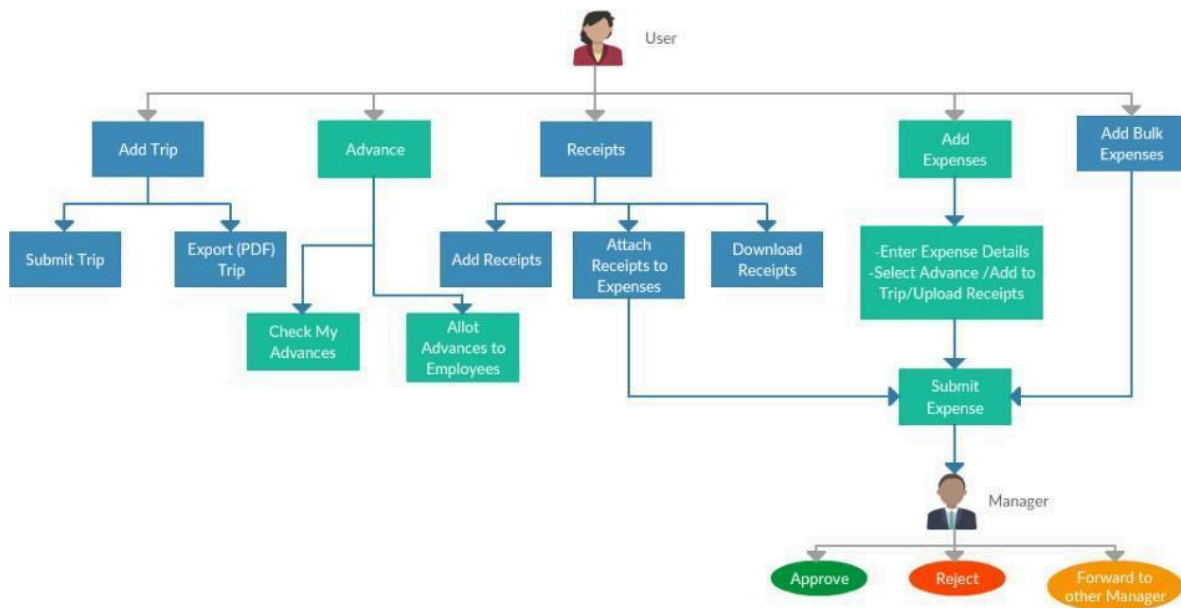 User
Add Trip
Advance
Receipts
Add
Expenses
Add Bulk
Expenses
Submit Trip
Export (PDF)
Trip
Add Receipts
Attach
Receipts to
Expenses
Download
Receipts
-Enter Expense Details
-Select Advance /Add to
Trip/Upload Receipts
Check My
Advances
Allot
Advances to
Employees
Submit
Expense
Manager
Approve
Reject
Forward to
other Manager